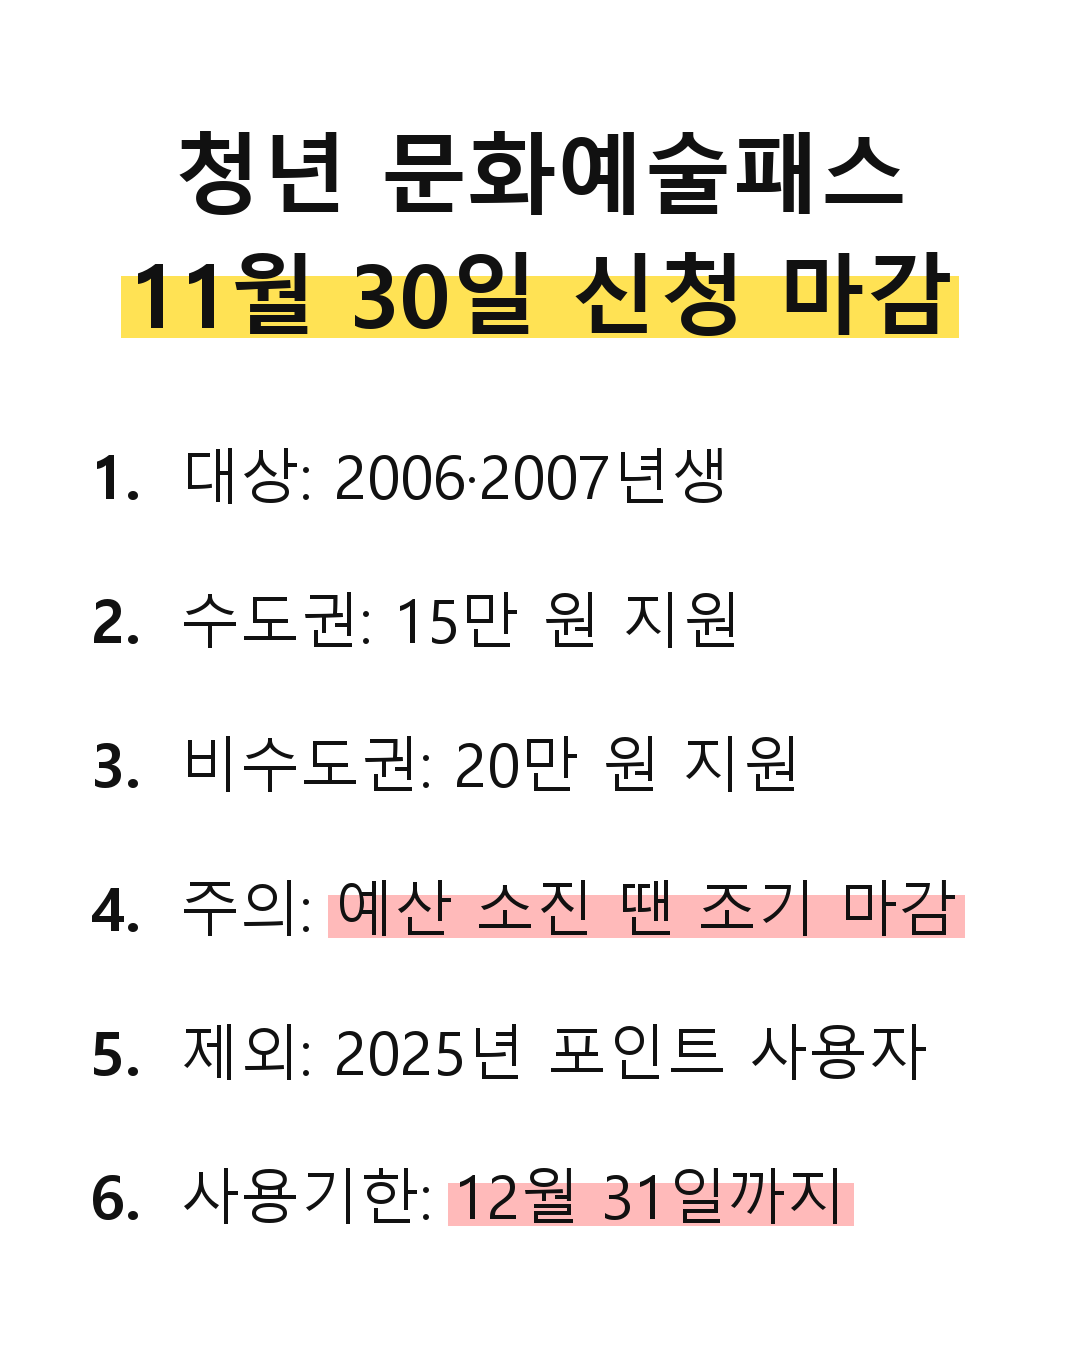 청년 문화예술패스
11월 30일 신청 마감
1. 대상: 2006·2007년생
2. 수도권: 15만 원 지원
3. 비수도권: 20만 원 지원
4. 주의: 예산 소진 땐 조기 마감
5. 제외: 2025년 포인트 사용자
6. 사용기한: 12월 31일까지